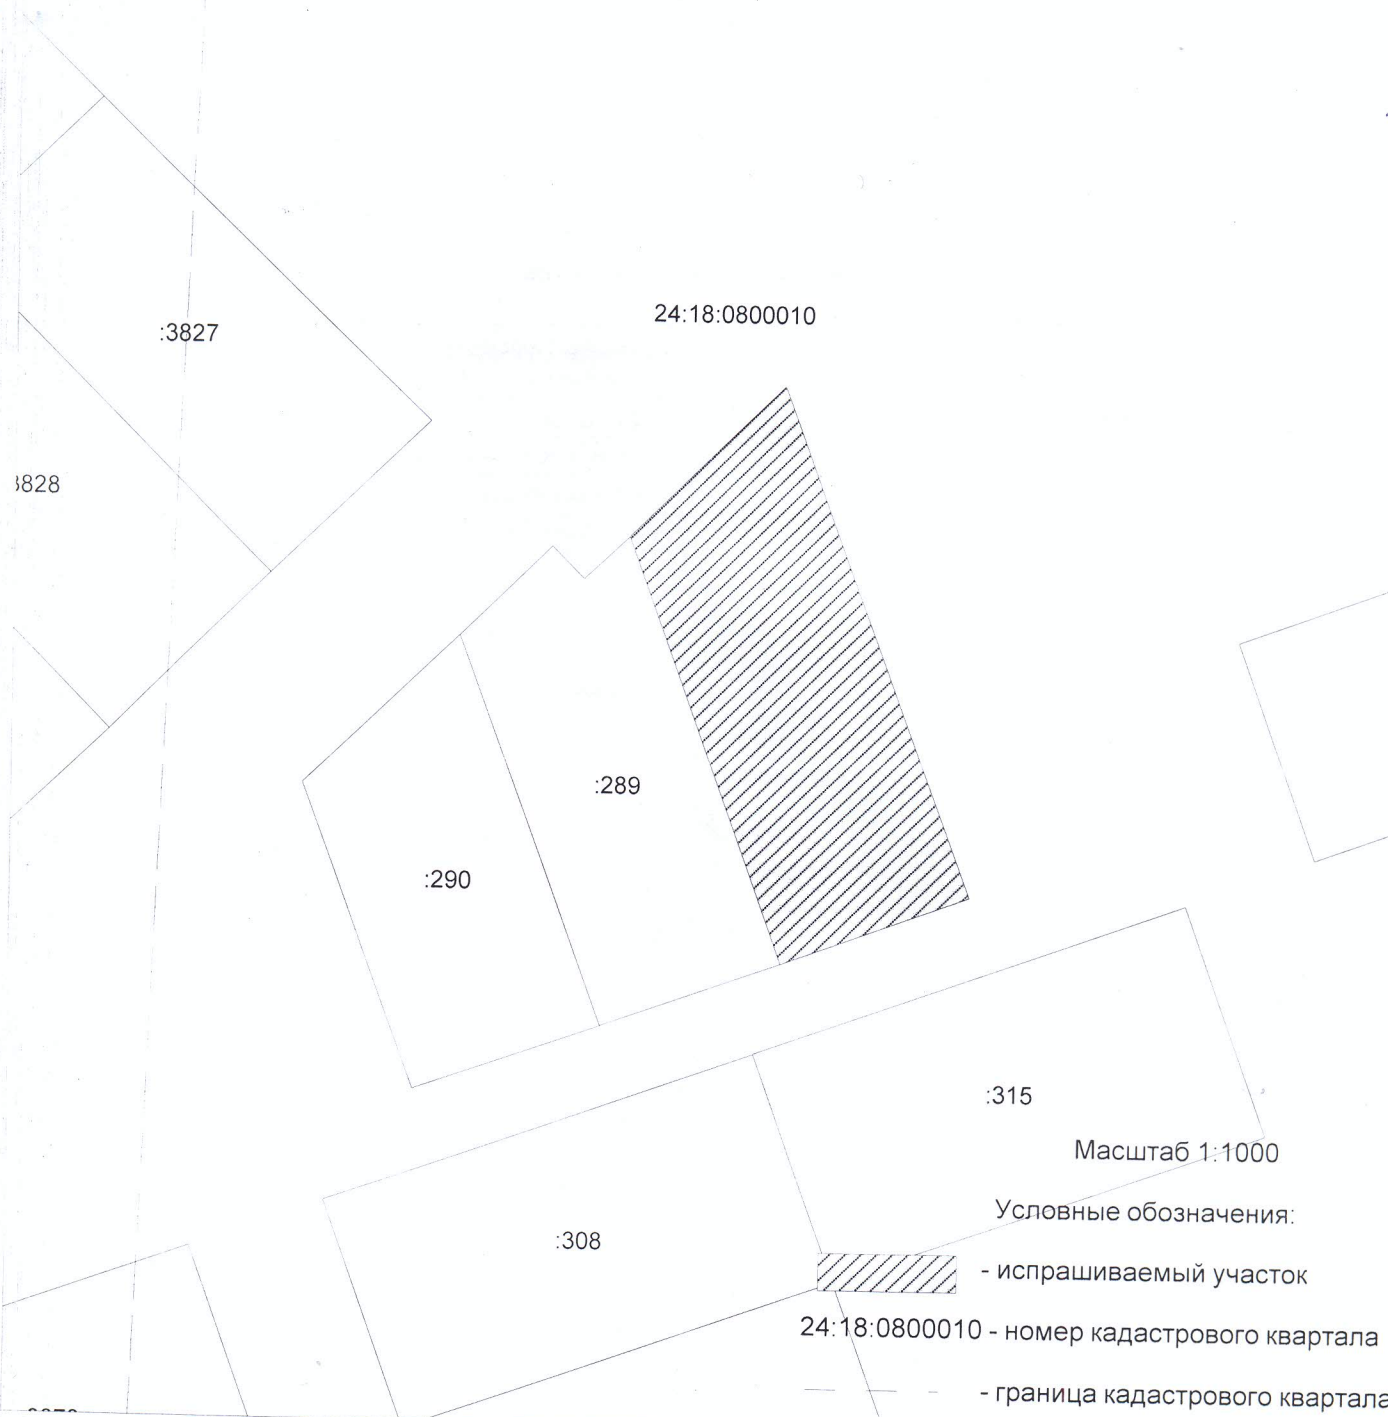 24:18:0800010
:3827
:289
:290
:315
Масштаб 1:1000
Условные обозначения:
:308
- испрашиваемый участок
24:18:0800010 - номер кадастрового квартала
- граница кадастрового квартала